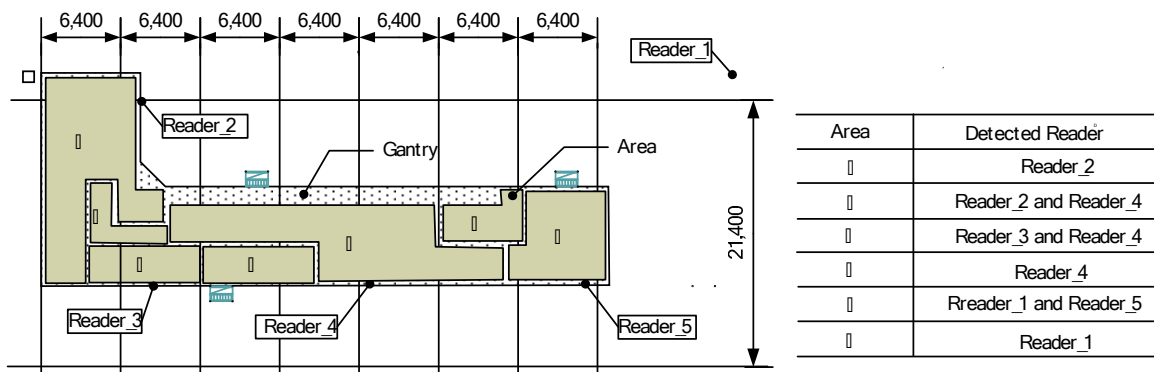 6,400 6,400 6,400 6,400 6,400 6,400 6,400
Reader_1
Reader_2
Gantry
Area
21,400
Reader_3
Reader_4
Reader_5
Area Detected Reader
Reader_2
Reader_2 and Reader_4
Reader_3 and Reader_4
Reader_4
Rreader_1 and Reader_5
Reader_1